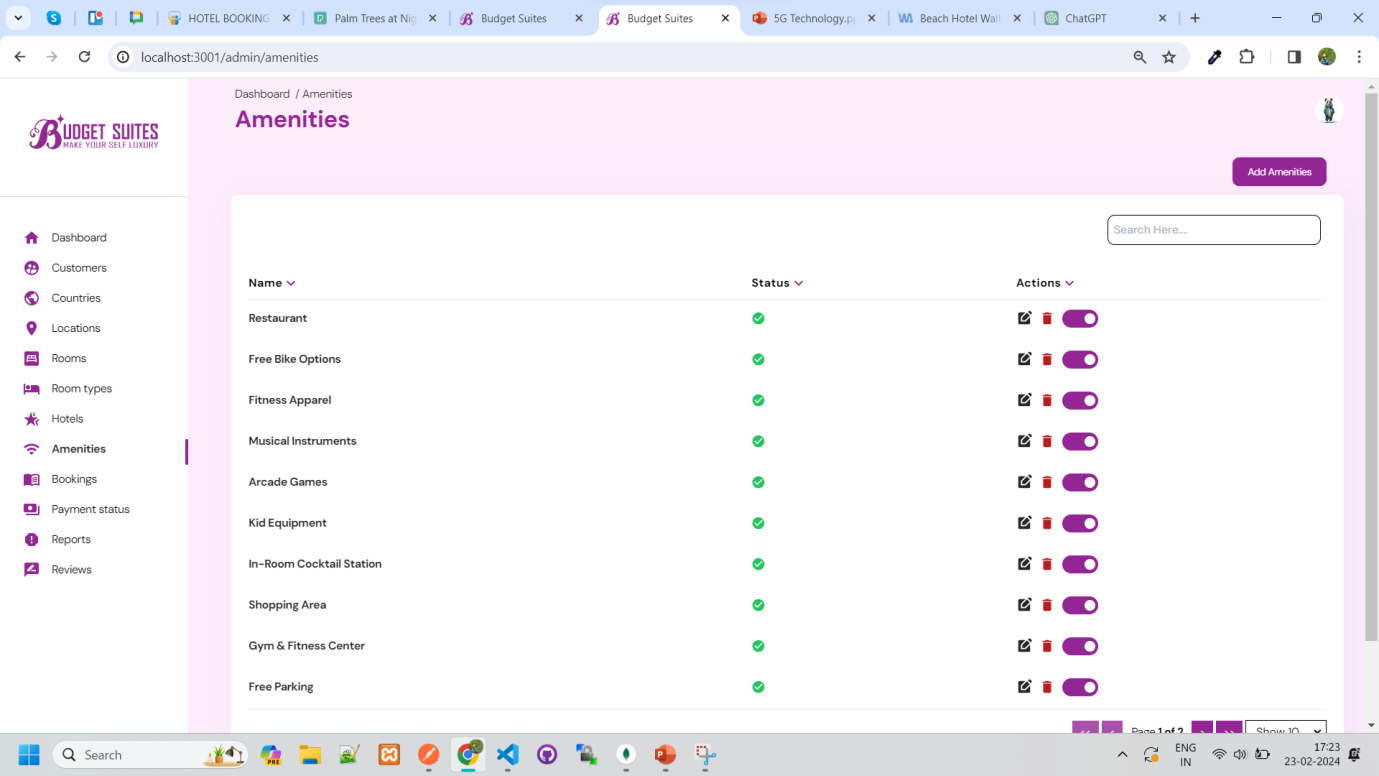 HOTEL BOOKING
Palm Trees at Nig
Budget Suites
Budget Suites
5G Technology.pp
Beach Hotel Wall
ChatGPT
localhost:3001/admin/amenities
BUDGET SUITES
MAKE YOUR SELF LUXURY
Dashboard / Amenities
Amenities
Add Amenities
Search Here....
Dashboard
Customers
Countries
Locations
Rooms
Room types
Hotels
Amenities
Bookings
Payment status
Reports
Reviews
Name Status Actions
Restaurant
Free Bike Options
Fitness Apparel
Musical Instruments
Arcade Games
Kid Equipment
In-Room Cocktail Station
Shopping Area
Gym & Fitness Center
Free Parking
Page 1 of 2 Show 10
Search
PRE
ENG
IN
17:23
23-02-2024